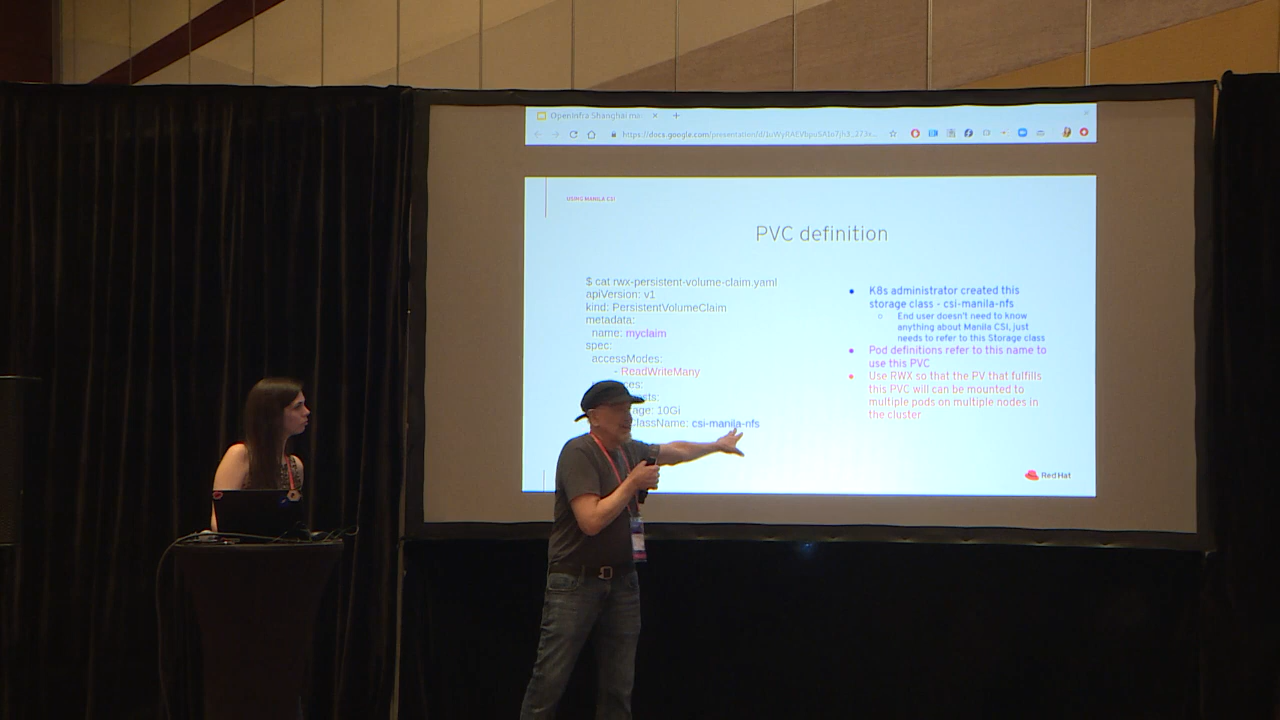 OpenInfra Shanghai ma
USING MANILA CSI
PVC definition
$ cat rwx-persistent-volume-claim.yaml
apiVersion: v1
kind: PersistentVolumeClaim
metadata:
name: myclaim
spec:
accessModes:
- ReadWriteMany
ces:
sts:
age: 10Gi
ClassName: csi-manila-nfs
K8s administrator created this
storage class - csi-manila-nfs
End user doesn't need to know
anything about Manila CSI, just
needs to refer to this Storage class
Pod definitions refer to this name to
use this PVC
Use RWX so that the PV that fulfills
this PVC will can be mounted to
multiple pods on multiple nodes in
the cluster
Red Hat